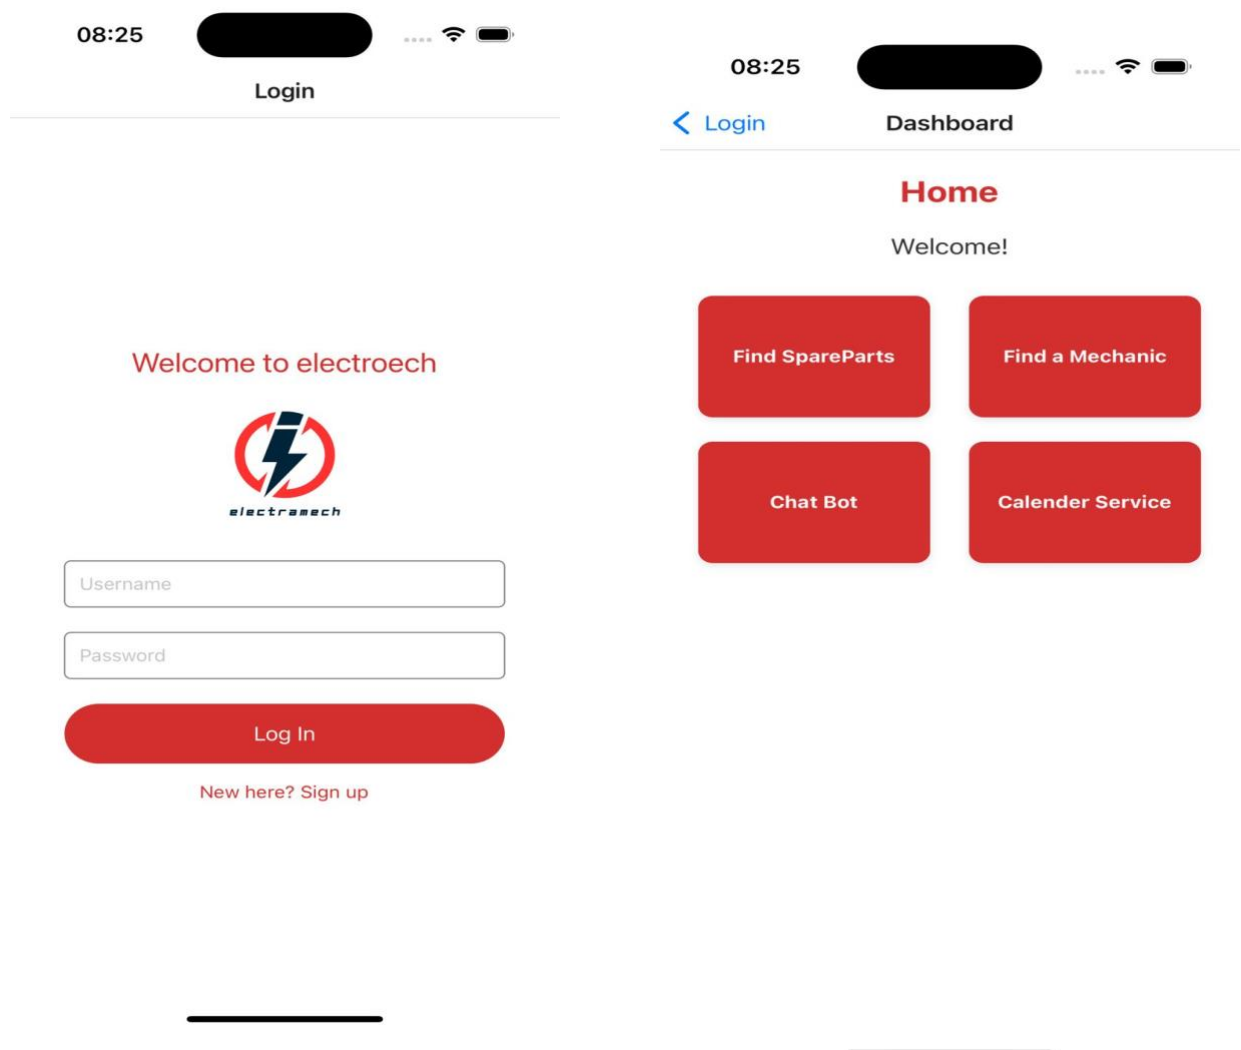 08:25
Login
Welcome to electroech
electramech
Username
Password
Log In
New here? Sign up
08:25
Login
Dashboard
Home
Welcome!
Find SpareParts
Find a Mechanic
Chat Bot
Calender Service